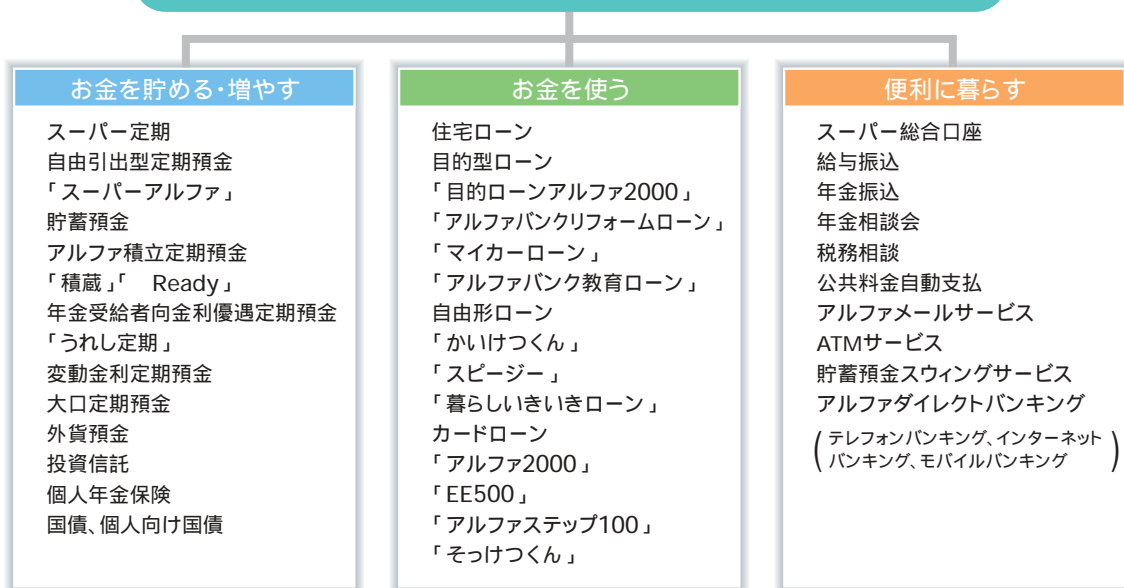 お金を貯める・増やす
スーパー定期
自由引出型定期預金
「スーパーアルファ」
貯蓄預金
アルファ積立定期預金
「積蔵」「　Ready」
年金受給者向金利優遇定期預金
「うれし定期」
変動金利定期預金
大口定期預金
外貨預金
投資信託
個人年金保険
国債、個人向け国債
お金を使う
住宅ローン
目的型ローン
「目的ローンアルファ2000」
「アルファバンクリフォームローン」
「マイカーローン」
「アルファバンク教育ローン」
自由形ローン
「かいけつくん」
「スピージー」
「暮らしいきいきローン」
カードローン
「アルファ2000」
「EE500」
「アルファステップ100」
「そっけつくん」
便利に暮らす
スーパー総合口座
給与振込
年金振込
年金相談会
税務相談
公共料金自動支払
アルファメールサービス
ATMサービス
貯蓄預金スウィングサービス
アルファダイレクトバンキング
(テレフォンバンキング、インターネット
バンキング、モバイルバンキング)